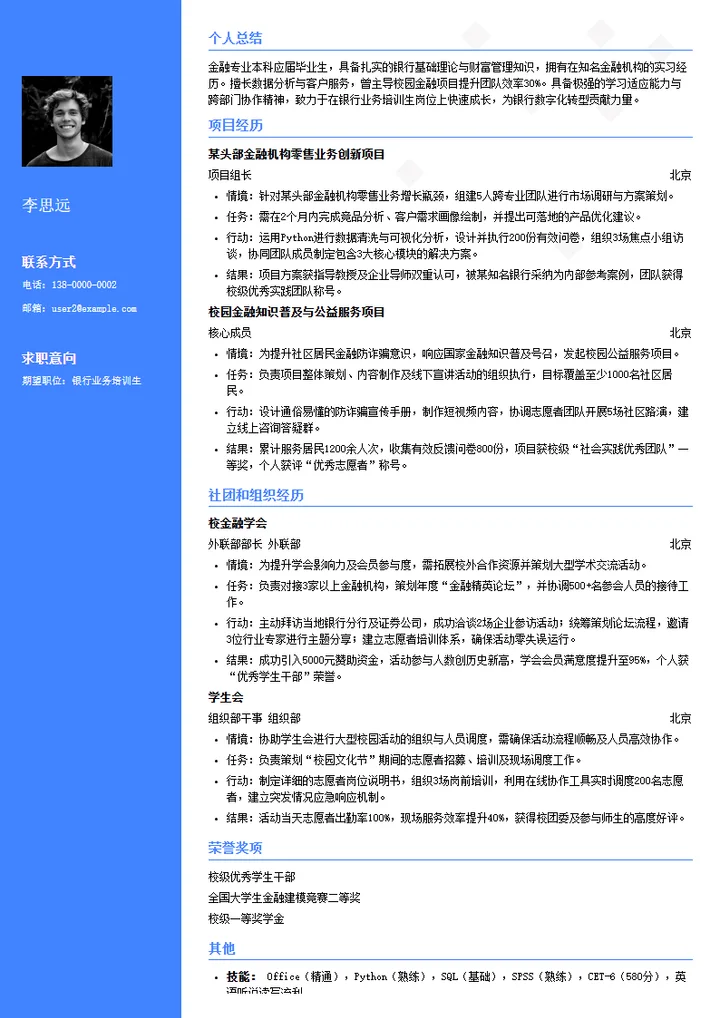 李思远
联系方式
电话：138-0000-0002
邮箱：user2@example.com
求职意向
期望职位：银行业务培训生
个人总结
金融专业本科应届毕业生，具备扎实的银行基础理论与财富管理知识，拥有在知名金融机构的实习经
历。擅长数据分析与客户服务，曾主导校园金融项目提升团队效率30%。具备极强的学习适应能力与
跨部门协作精神，致力于在银行业务培训生岗位上快速成长，为银行数字化转型贡献力量。
项目经历
某头部金融机构零售业务创新项目
项目组长 北京
• 情境：针对某头部金融机构零售业务增长瓶颈，组建5人跨专业团队进行市场调研与方案策划。
• 任务：需在2个月内完成竞品分析、客户需求画像绘制，并提出可落地的产品优化建议。
• 行动：运用Python进行数据清洗与可视化分析，设计并执行200份有效问卷，组织3场焦点小组访
谈，协同团队成员制定包含3大核心模块的解决方案。
• 结果：项目方案获指导教授及企业导师双重认可，被某知名银行采纳为内部参考案例，团队获得
校级优秀实践团队称号。
校园金融知识普及与公益服务项目
核心成员 北京
• 情境：为提升社区居民金融防诈骗意识，响应国家金融知识普及号召，发起校园公益服务项目。
• 任务：负责项目整体策划、内容制作及线下宣讲活动的组织执行，目标覆盖至少1000名社区居
民。
• 行动：设计通俗易懂的防诈骗宣传手册，制作短视频内容，协调志愿者团队开展5场社区路演，建
立线上咨询答疑群。
• 结果：累计服务居民1200余人次，收集有效反馈问卷800份，项目获校级“社会实践优秀团队”一
等奖，个人获评“优秀志愿者”称号。
社团和组织经历
校金融学会
外联部部长 外联部 北京
• 情境：为提升学会影响力及会员参与度，需拓展校外合作资源并策划大型学术交流活动。
• 任务：负责对接3家以上金融机构，策划年度“金融精英论坛”，并协调500+名参会人员的接待工
作。
• 行动：主动拜访当地银行分行及证券公司，成功洽谈2场企业参访活动；统筹策划论坛流程，邀请
3位行业专家进行主题分享；建立志愿者培训体系，确保活动零失误运行。
• 结果：成功引入5000元赞助资金，活动参与人数创历史新高，学会会员满意度提升至95%，个人获
“优秀学生干部”荣誉。
学生会
组织部干事 组织部 北京
• 情境：协助学生会进行大型校园活动的组织与人员调度，需确保活动流程顺畅及人员高效协作。
• 任务：负责策划“校园文化节”期间的志愿者招募、培训及现场调度工作。
• 行动：制定详细的志愿者岗位说明书，组织3场岗前培训，利用在线协作工具实时调度200名志愿
者，建立突发情况应急响应机制。
• 结果：活动当天志愿者出勤率100%，现场服务效率提升40%，获得校团委及参与师生的高度好评。
荣誉奖项
校级优秀学生干部
全国大学生金融建模竞赛二等奖
校级一等奖学金
其他
• 技能： Office（精通），Python（熟练），SQL（基础），SPSS（熟练），CET-6（580分），英
语听说读写流利